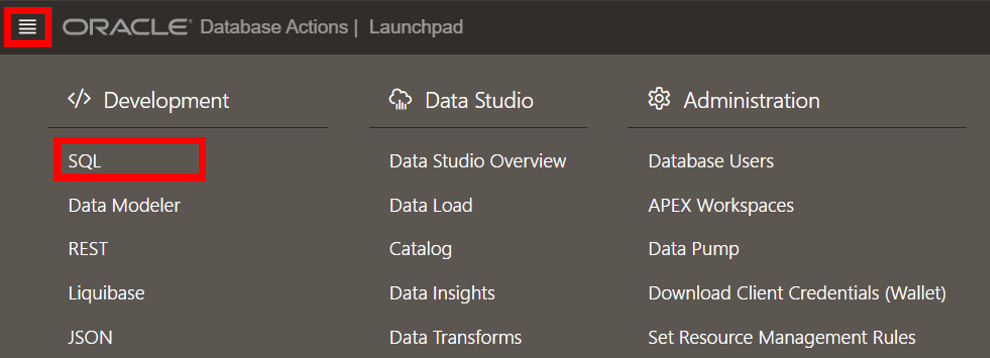 ORACLE® Database Actions | Launchpad
</> Development
SQL
Data Modeler
REST
Liquibase
JSON
Data Studio
Data Studio Overview
Data Load
Catalog
Data Insights
Data Transforms
Administration
Database Users
APEX Workspaces
Data Pump
Download Client Credentials (Wallet)
Set Resource Management Rules